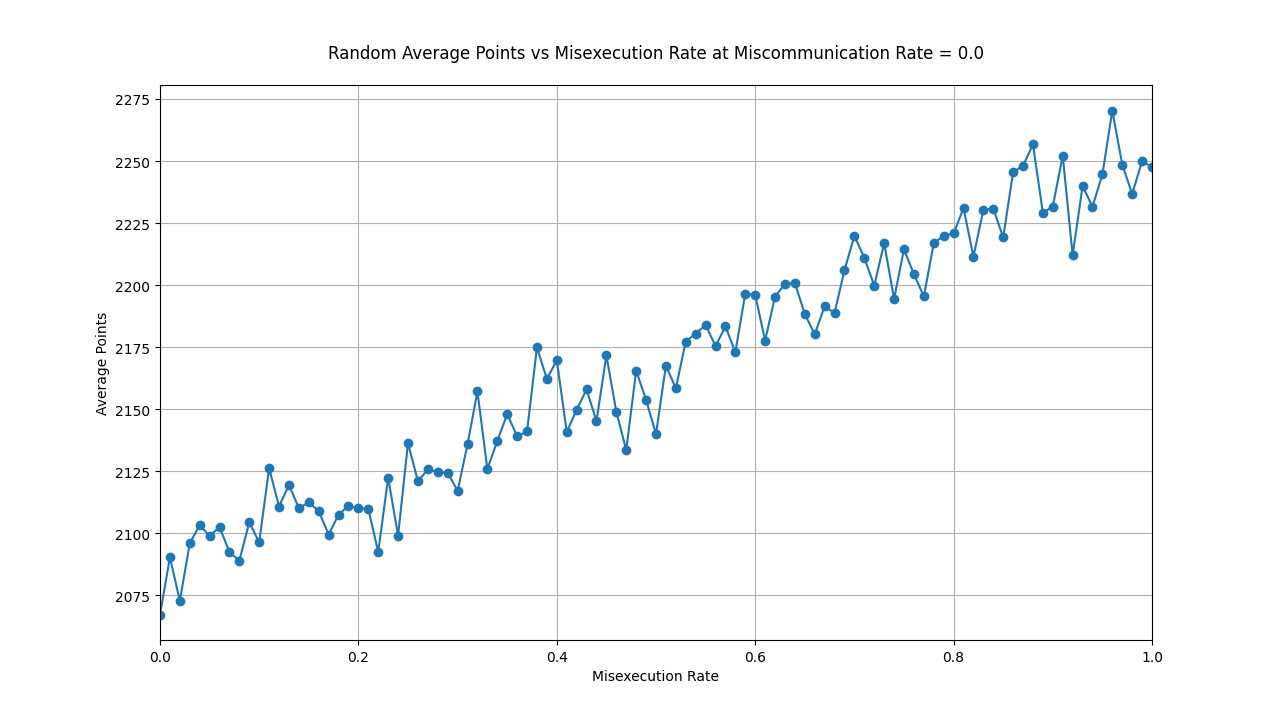 Random Average Points vs Misexecution Rate at Miscommunication Rate = 0.0
2275
2250
2225
2200
2175
2150
2125
2100
2075
Average Points
0.0 0.2 0.4 0.6 0.8 1.0
Misexecution Rate